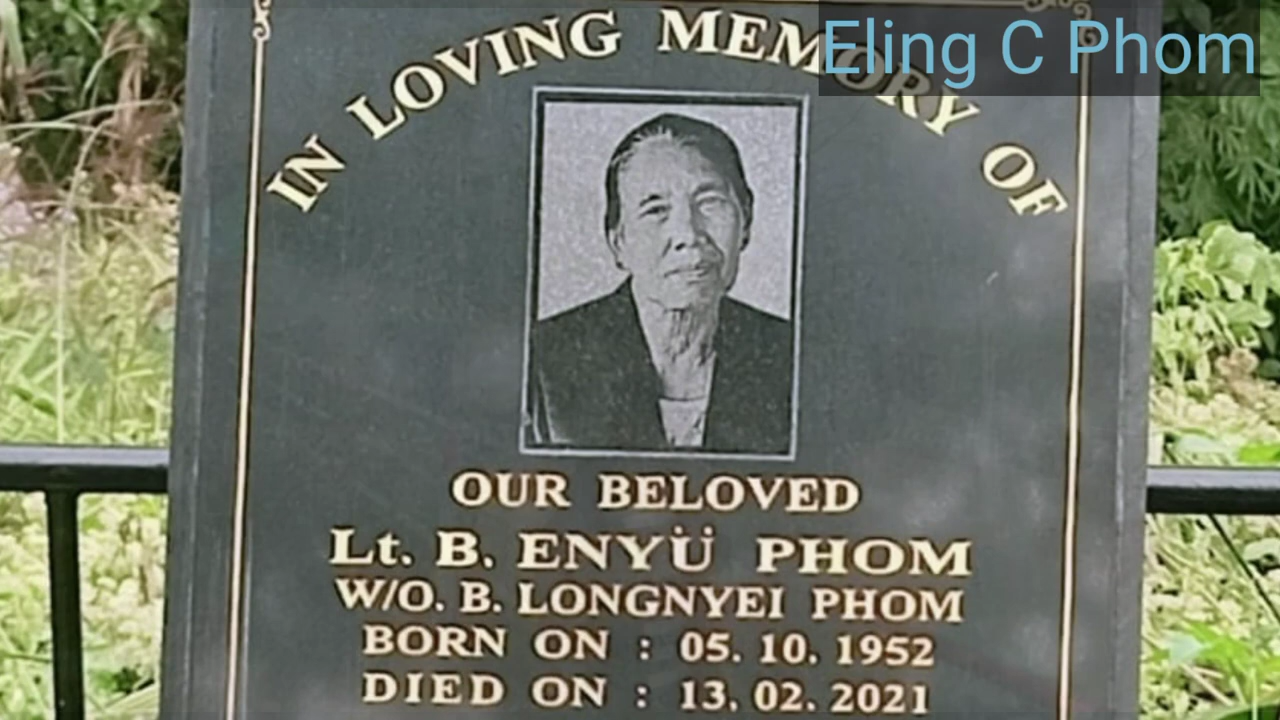 Eling C Phom
IN LOVING MEMORY OF
OUR BELOVED
Lt. B. ENYÜ PHOM
W/O. B. LONGNYEI PHOM
BORN ON : 05. 10. 1952
DIED ON : 13. 02. 2021